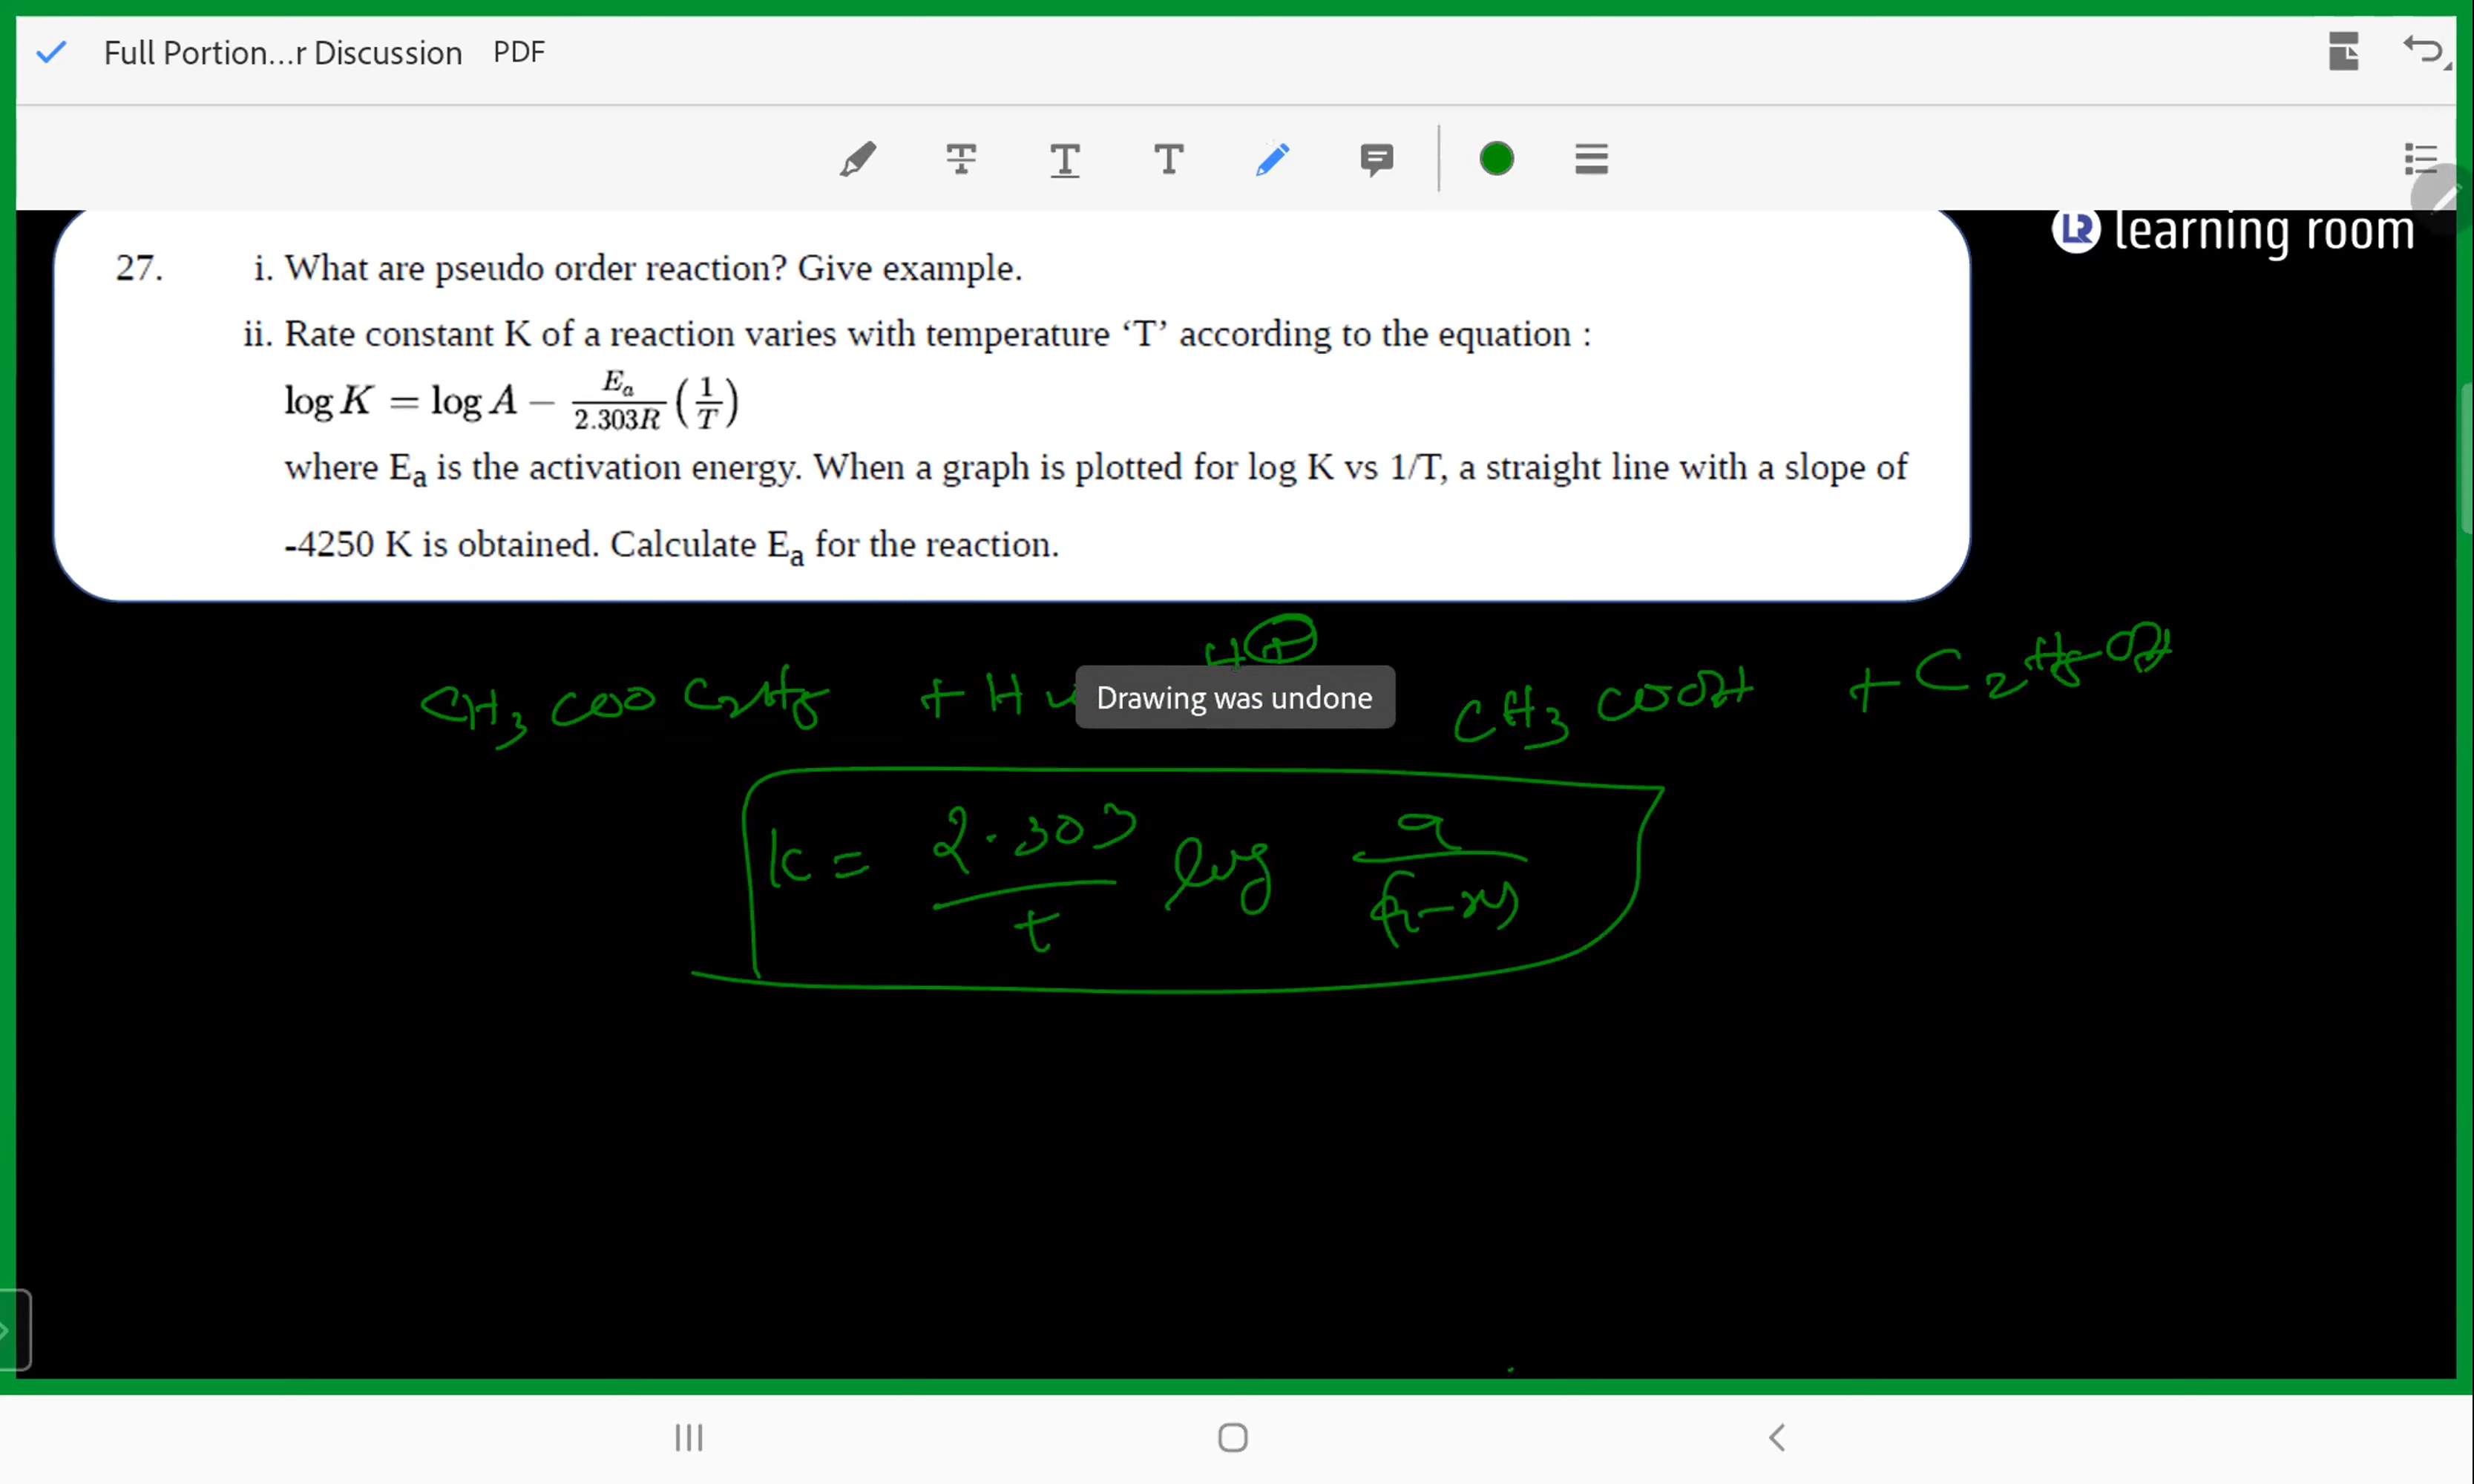 Full Portion...r Discussion PDF
learning room
27. i. What are pseudo order reaction? Give example.
ii. Rate constant K of a reaction varies with temperature ‘T’ according to the equation :
log K = log A − Eₐ/2.303R (1/T)
where Eₐ is the activation energy. When a graph is plotted for log K vs 1/T, a straight line with a slope of
-4250 K is obtained. Calculate Eₐ for the reaction.
H⊕
CH₃COOC₂H₅ + H CH₃COOH + C₂H₅OH
Drawing was undone
K = 2.303/t log a/(a-x)